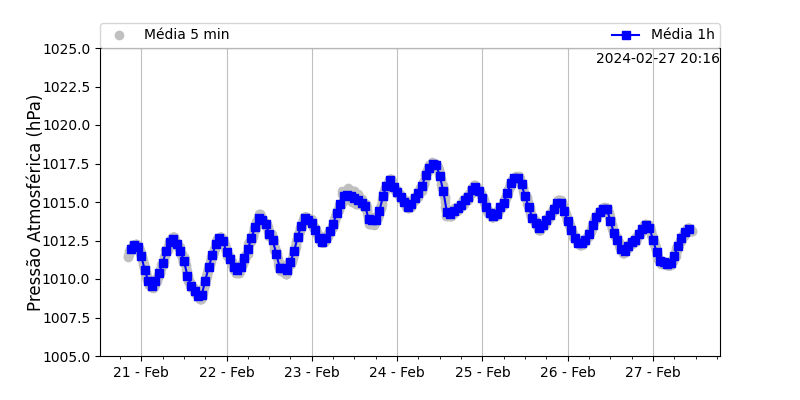 Média 5 min
Média 1h
2024-02-27 20:16
Pressão Atmosférica (hPa)
1025.0
1022.5
1020.0
1017.5
1015.0
1012.5
1010.0
1007.5
1005.0
21 - Feb
22 - Feb
23 - Feb
24 - Feb
25 - Feb
26 - Feb
27 - Feb